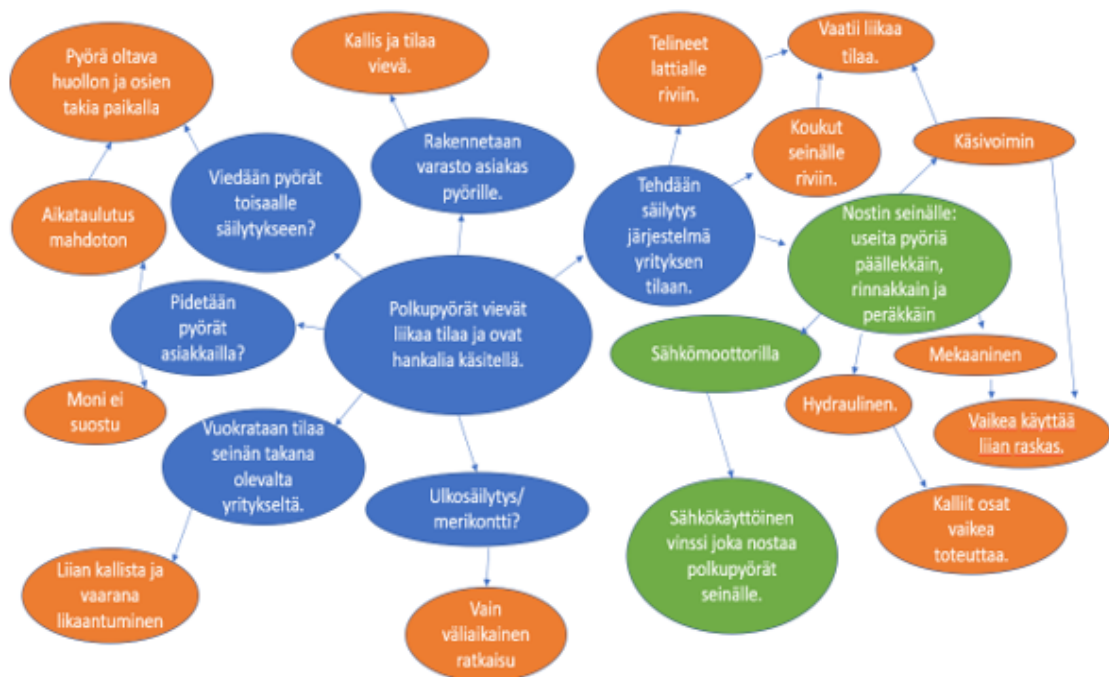 Pyörä oltava
huollon ja osien
takia paikalla
Kallis ja tilaa
vievä.
Telineet
lattialle
riviin.
Vaatii liikaa
tilaa.
Viedään pyörät
toisaalle
säilytykseen?
Rakennetaan
varasto asiakas
pyörille.
Koukut
seinälle
riviin.
Käsivoimin
Aikataulutus
mahdoton
Tehdään
säilytys
järjestelmä
yrityksen
tilaan.
Nostin seinälle:
useita pyöriä
päällekkäin,
rinnakkain ja
peräkkäin
Pidetään
pyörät
asiakkailla?
Polkupyörät vievät
liikaa tilaa ja ovat
hankalia käsitellä.
Sähkömoottorilla
Mekaaninen
Moni ei
suostu
Hydraulinen.
Vaikea käyttää
liian raskas.
Vuokrataan tilaa
seinän takana
olevalta
yritykseltä.
Ulkosäilytys/
merikontti?
Sähkökäyttöinen
vinssi joka nostaa
polkupyörät
seinälle.
Kalliit osat
vaikea
toteuttaa.
Liian kallista ja
vaarana
likaantuminen
Vain
väliaikainen
ratkaisu